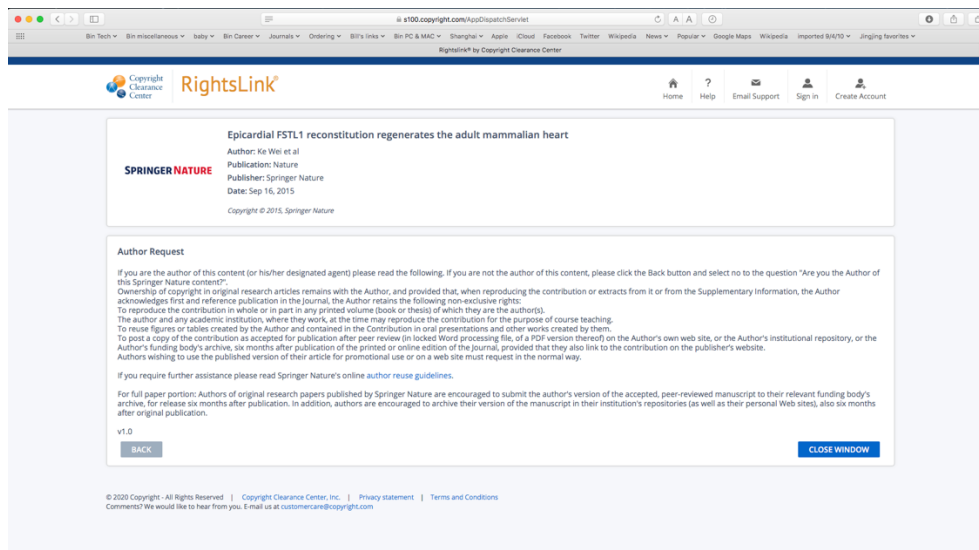 s100.copyright.com/AppDispatchServlet
A A
Bin Tech Bin miscellaneous baby Bin Career Journals Ordering Bill's links Bin PC & MAC Shanghai Apple iCloud Facebook Twitter Wikipedia News Popular Google Maps Wikipedia imported 9/4/10 Jingjing favorites
Rightslink® by Copyright Clearance Center
Copyright
Clearance
Center
RightsLink®
Home Help Email Support Sign in Create Account
SPRINGER NATURE
Epicardial FSTL1 reconstitution regenerates the adult mammalian heart
Author: Ke Wei et al
Publication: Nature
Publisher: Springer Nature
Date: Sep 16, 2015
Copyright © 2015, Springer Nature
Author Request
If you are the author of this content (or his/her designated agent) please read the following. If you are not the author of this content, please click the Back button and select no to the question "Are you the Author of
this Springer Nature content?".
Ownership of copyright in original research articles remains with the Author, and provided that, when reproducing the contribution or extracts from it or from the Supplementary Information, the Author
acknowledges first and reference publication in the Journal, the Author retains the following non-exclusive rights:
To reproduce the contribution in whole or in part in any printed volume (book or thesis) of which they are the author(s).
The author and any academic institution, where they work, at the time may reproduce the contribution for the purpose of course teaching.
To reuse figures or tables created by the Author and contained in the Contribution in oral presentations and other works created by them.
To post a copy of the contribution as accepted for publication after peer review (in locked Word processing file, of a PDF version thereof) on the Author's own web site, or the Author's institutional repository, or the
Author's funding body's archive, six months after publication of the printed or online edition of the Journal, provided that they also link to the contribution on the publisher's website.
Authors wishing to use the published version of their article for promotional use or on a web site must request in the normal way.
If you require further assistance please read Springer Nature's online author reuse guidelines.
For full paper portion: Authors of original research papers published by Springer Nature are encouraged to submit the author's version of the accepted, peer-reviewed manuscript to their relevant funding body's
archive, for release six months after publication. In addition, authors are encouraged to archive their version of the manuscript in their institution's repositories (as well as their personal Web sites), also six months
after original publication.
v1.0
BACK CLOSE WINDOW
© 2020 Copyright - All Rights Reserved | Copyright Clearance Center, Inc. | Privacy statement | Terms and Conditions
Comments? We would like to hear from you. E-mail us at customercare@copyright.com